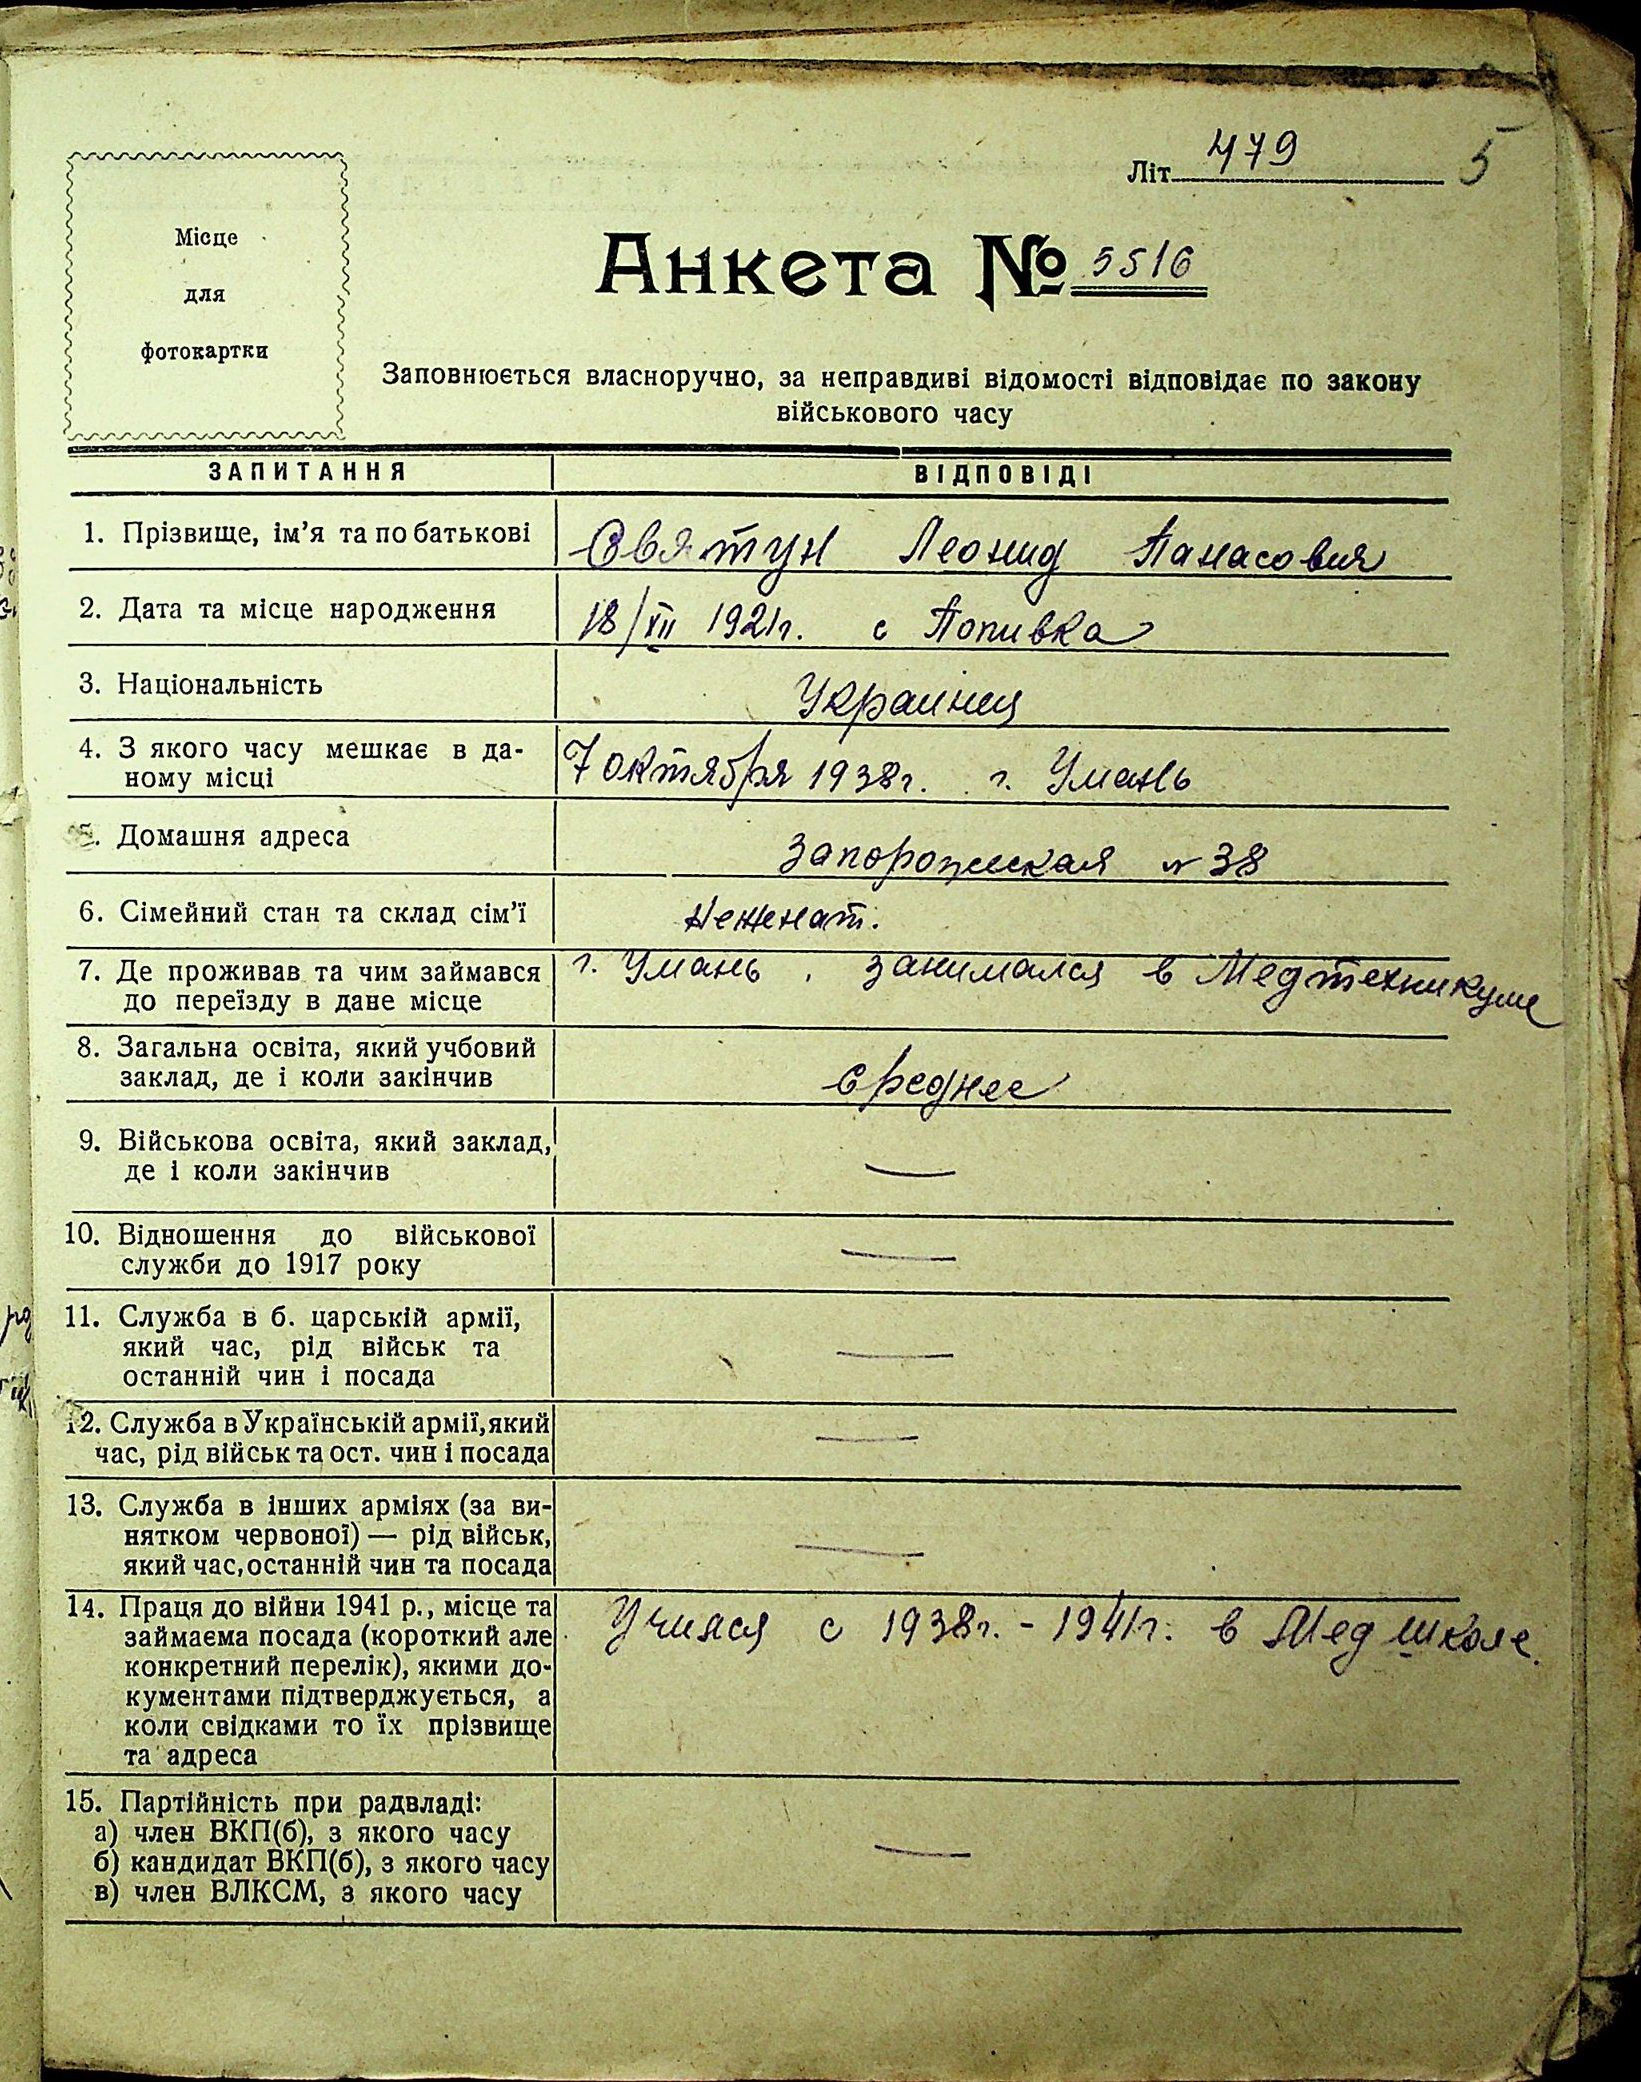 Літ. 479 5
Місце
для
фотокартки
Анкета № 5516
Заповнюється власноручно, за неправдиві відомості відповідає по закону
військового часу
ЗАПИТАННЯ ВІДПОВІДІ
1. Прізвище, ім'я та по батькові Святун Леонид Панасович
2. Дата та місце народження 18/XII 1921г. с Попивка
3. Національність Украинец
4. З якого часу мешкає в да- 7 октября 1938г. г. Умань
ному місці
5. Домашня адреса Запорожская № 38
6. Сімейний стан та склад сім'ї Неженат.
7. Де проживав та чим займався г. Умань. занимался в Медтехникуме
до переїзду в дане місце
8. Загальна освіта, який учбовий
заклад, де і коли закінчив Среднее
9. Військова освіта, який заклад, —
де і коли закінчив
10. Відношення до військової —
служби до 1917 року
11. Служба в б. царській армії,
який час, рід військ та —
останній чин і посада
12. Служба в Українській армії, який —
час, рід військ та ост. чин і посада
13. Служба в інших арміях (за ви-
нятком червоної) — рід військ, —
який час, останній чин та посада
14. Праця до війни 1941 р., місце та Учился с 1938г. - 1941г. в Мед школе.
займаєма посада (короткий але
конкретний перелік), якими до-
кументами підтверджується, а
коли свідками то їх прізвище
та адреса
15. Партійність при радвладі:
а) член ВКП(б), з якого часу —
б) кандидат ВКП(б), з якого часу
в) член ВЛКСМ, з якого часу